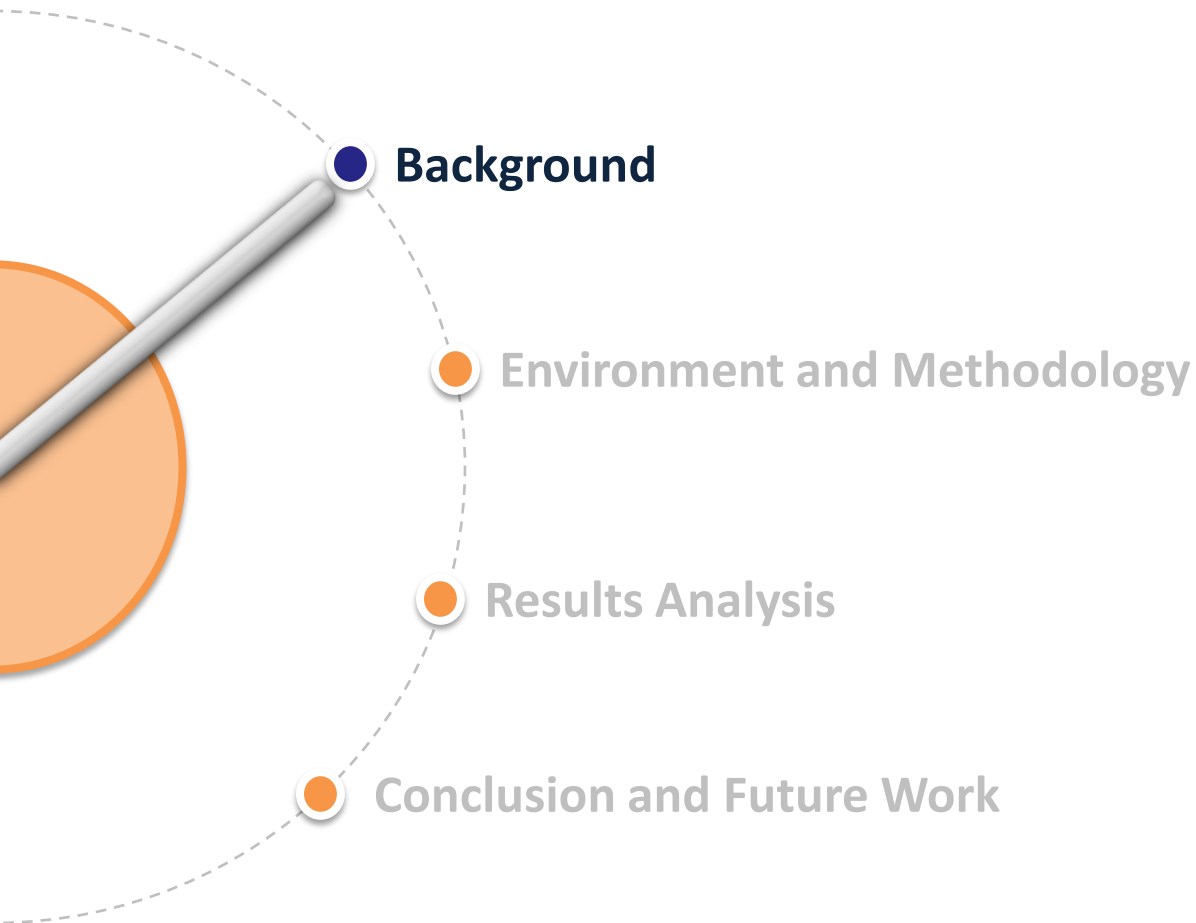 Background
Environment and Methodology
Results Analysis
Conclusion and Future Work